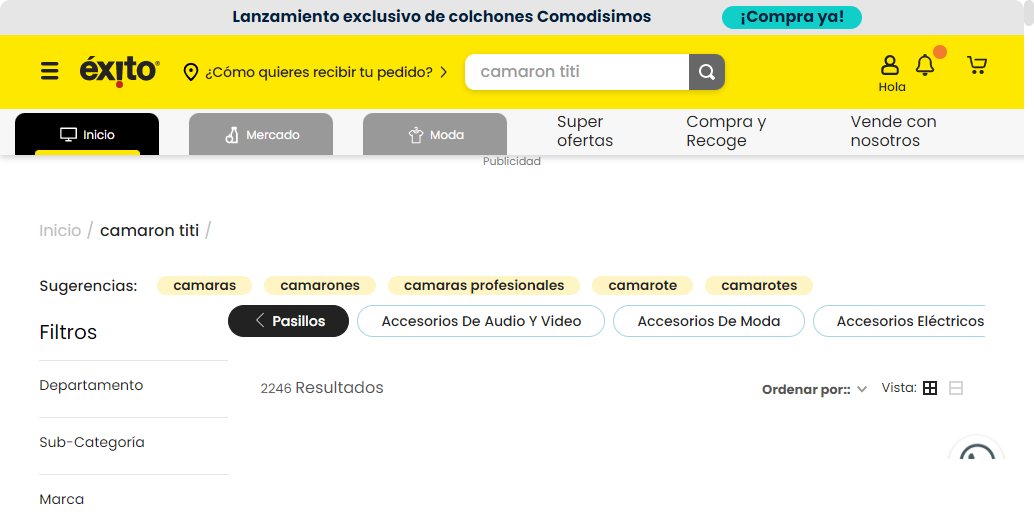 Lanzamiento exclusivo de colchones Comodisimos
¡Compra ya!
éxito
¿Cómo quieres recibir tu pedido?
camaron titi
Hola
Inicio
Mercado
Moda
Super ofertas
Compra y Recoge
Vende con nosotros
Publicidad
Inicio / camaron titi /
Sugerencias: camaras camarones camaras profesionales camarote camarotes
Filtros
Pasillos
Accesorios De Audio Y Video
Accesorios De Moda
Accesorios Eléctricos
Departamento
2246 Resultados
Ordenar por::
Vista:
Sub-Categoría
Marca